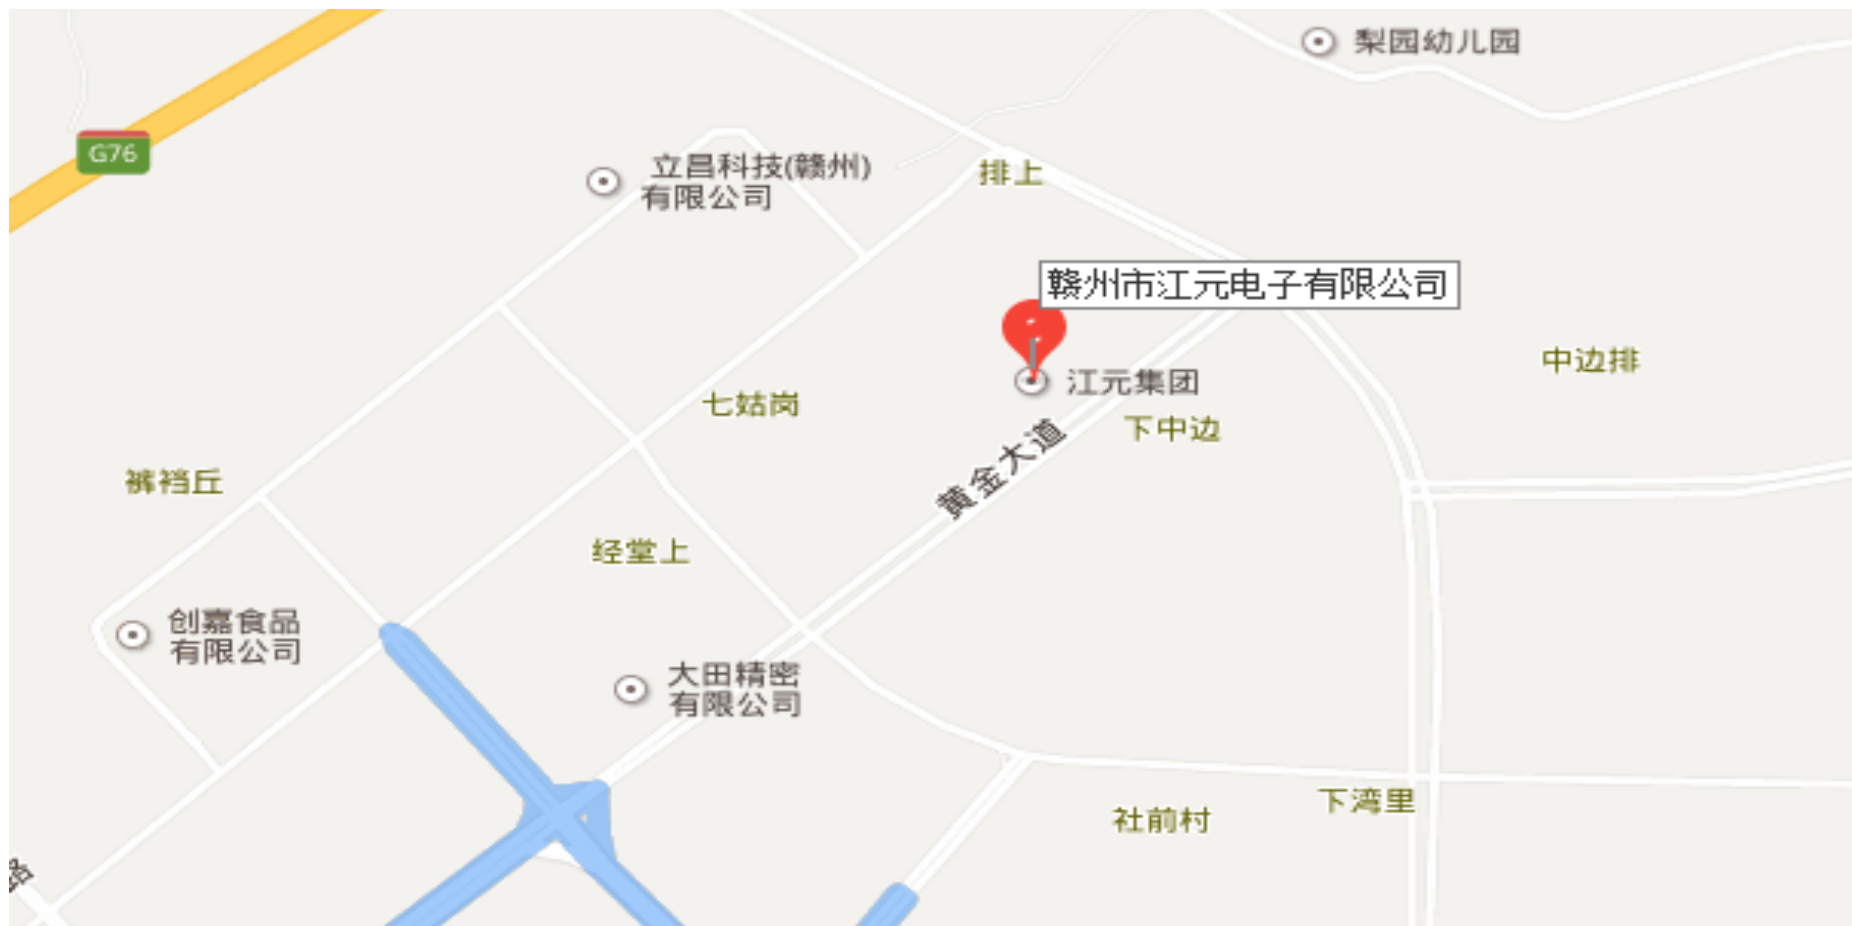 梨园幼儿园
G76
立昌科技(赣州)
有限公司
排上
赣州市江元电子有限公司
中边排
江元集团
七姑岗
下中边
黄金大道
裤裆丘
经堂上
创嘉食品
有限公司
大田精密
有限公司
下湾里
社前村
路